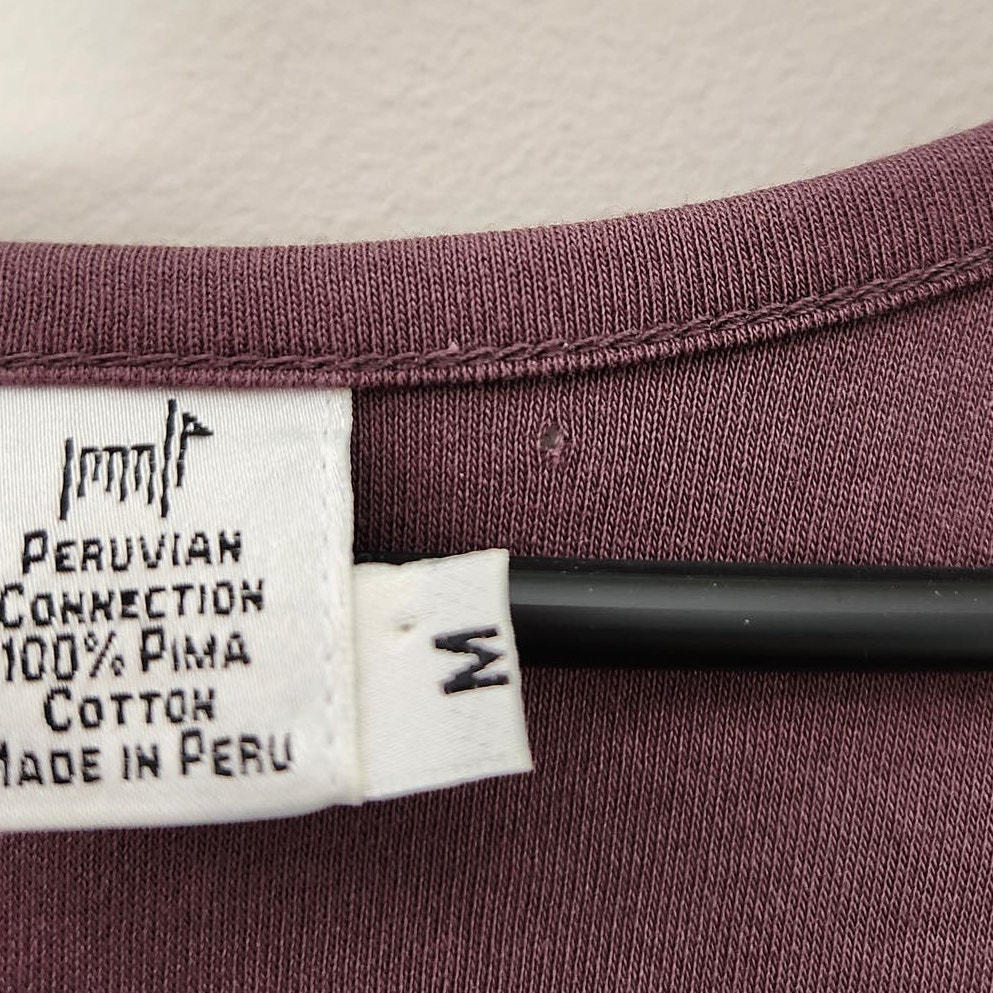 PERUVIAN
CONNECTION
100% PIMA
COTTON
MADE IN PERU
M